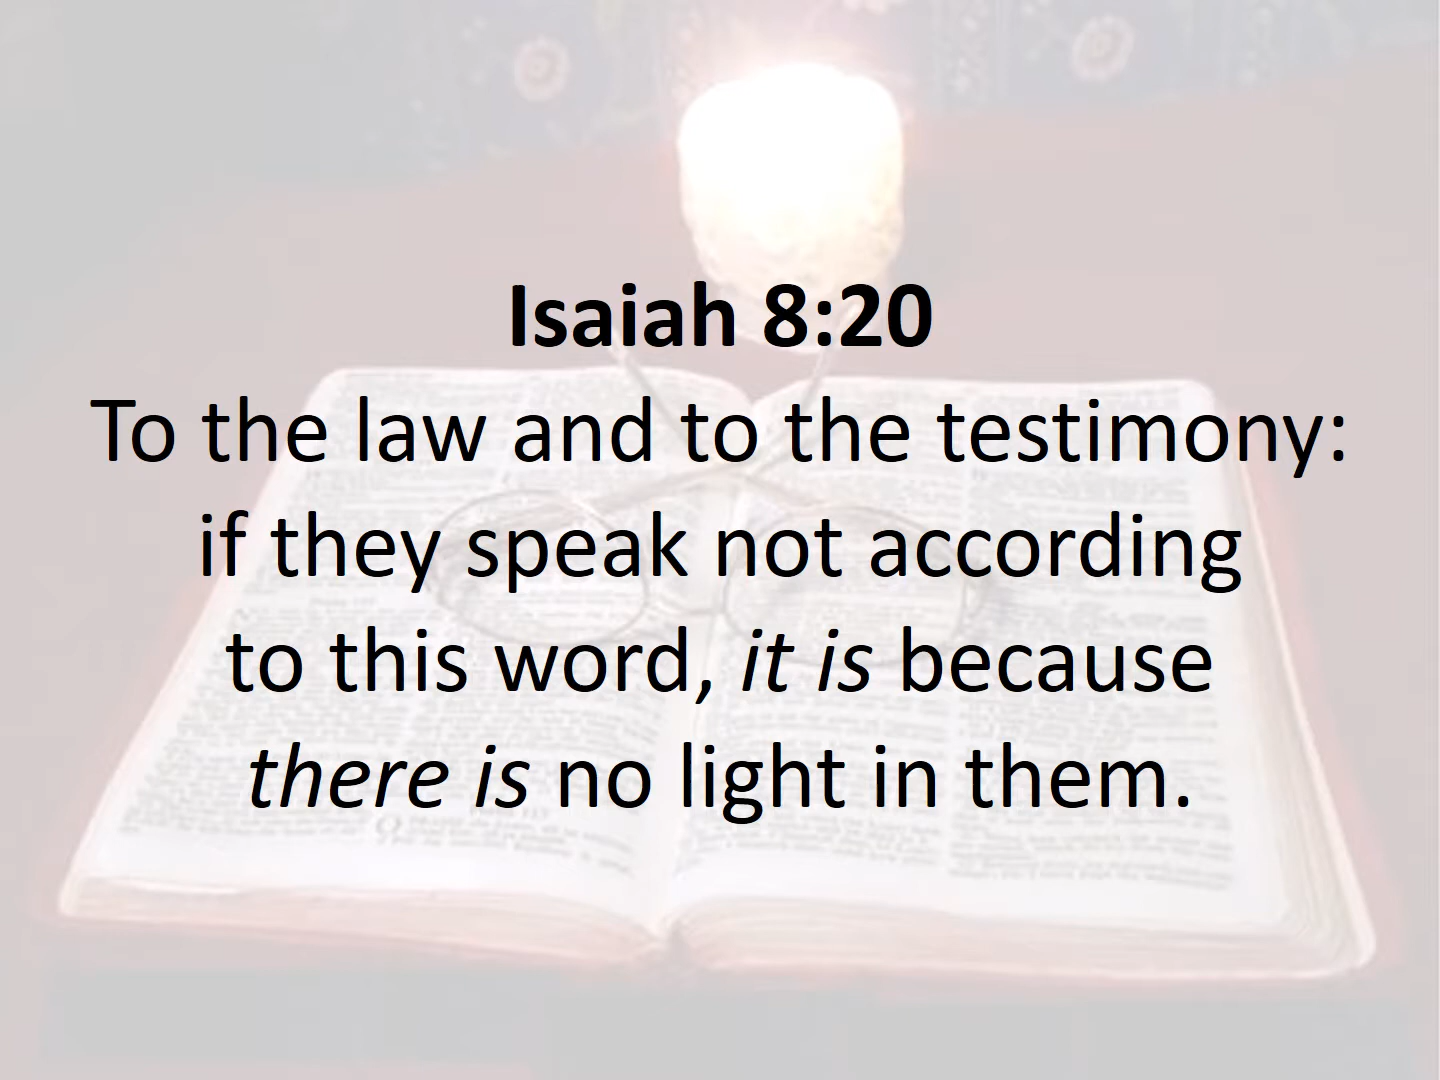 Isaiah 8:20
To the law and to the testimony:
if they speak not according
to this word, it is because
there is no light in them.